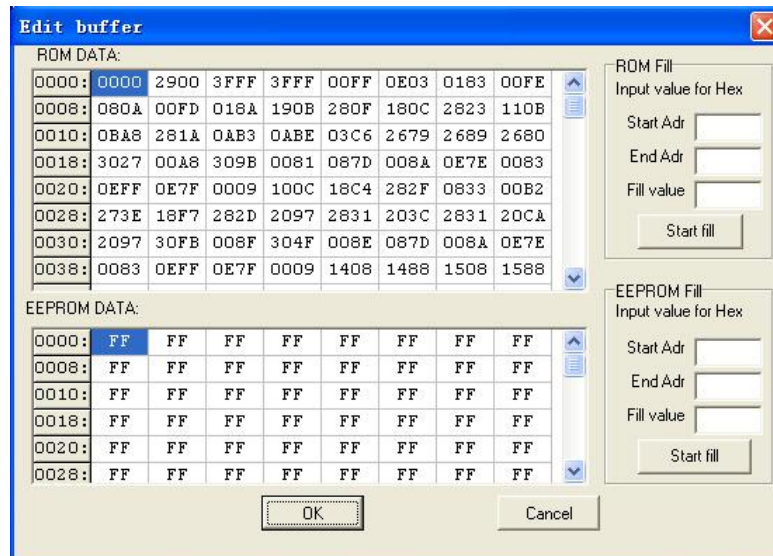 Edit buffer
ROM DATA:
0000: 0000 2900 3FFF 3FFF 00FF 0E03 0183 00FE
0008: 080A 00FD 018A 190B 280F 180C 2823 110B
0010: 0BA8 281A 0AB3 0ABE 03C6 2679 2689 2680
0018: 3027 00A8 309B 0081 087D 008A 0E7E 0083
0020: 0EFF 0E7F 0009 100C 18C4 282F 0833 00B2
0028: 273E 18F7 282D 2097 2831 203C 2831 20CA
0030: 2097 30FB 008F 304F 008E 087D 008A 0E7E
0038: 0083 0EFF 0E7F 0009 1408 1488 1508 1588
ROM Fill
Input value for Hex
Start Adr
End Adr
Fill value
Start fill
EEPROM DATA:
0000: FF FF FF FF FF FF FF FF
0008: FF FF FF FF FF FF FF FF
0010: FF FF FF FF FF FF FF FF
0018: FF FF FF FF FF FF FF FF
0020: FF FF FF FF FF FF FF FF
0028: FF FF FF FF FF FF FF FF
EEPROM Fill
Input value for Hex
Start Adr
End Adr
Fill value
Start fill
OK
Cancel